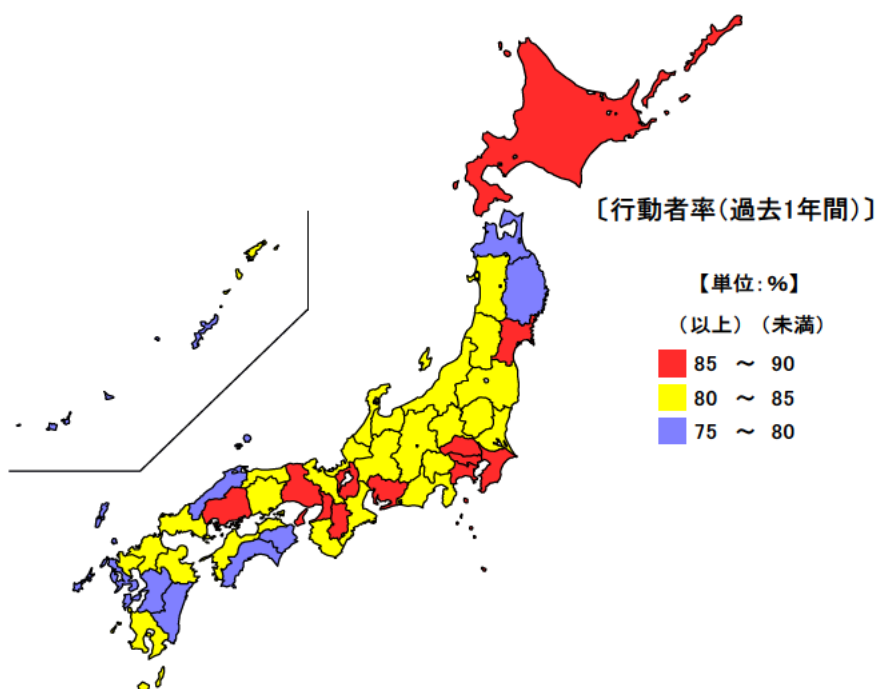 〔行動者率(過去1年間)〕
【単位:%】
(以上) (未満)
85 ～ 90
80 ～ 85
75 ～ 80